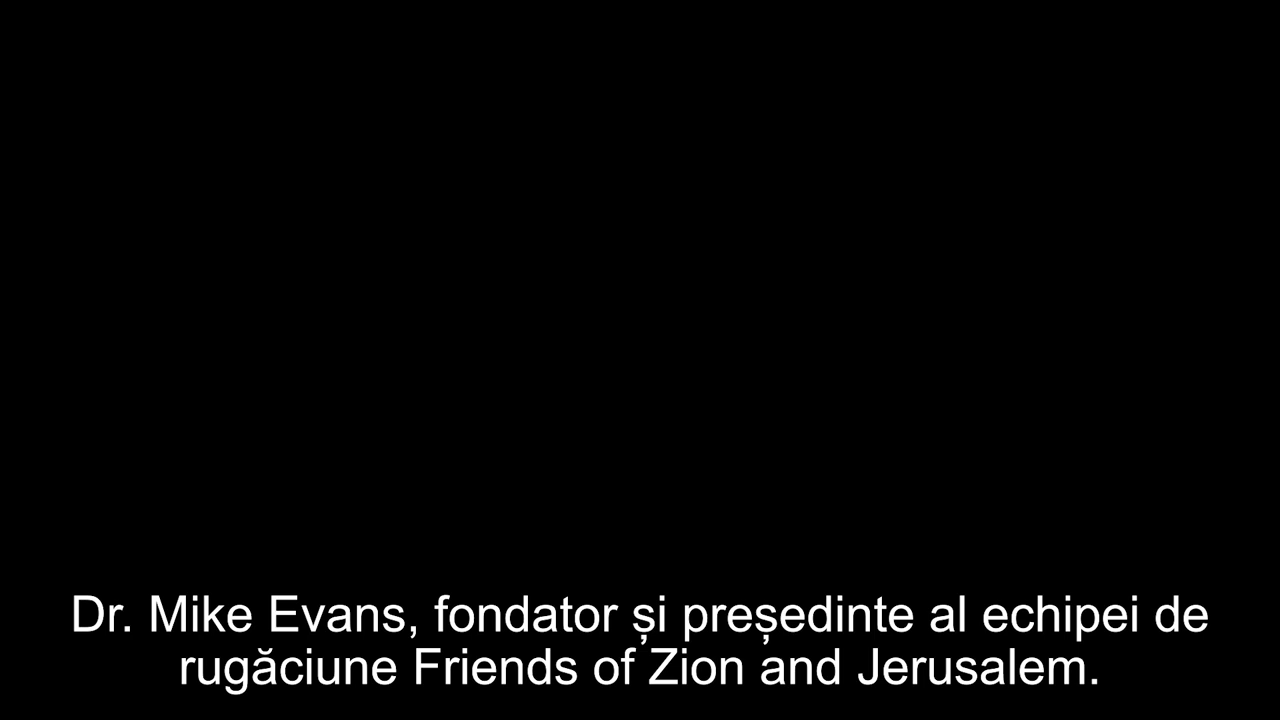 Dr. Mike Evans, fondator și președinte al echipei de
rugăciune Friends of Zion and Jerusalem.